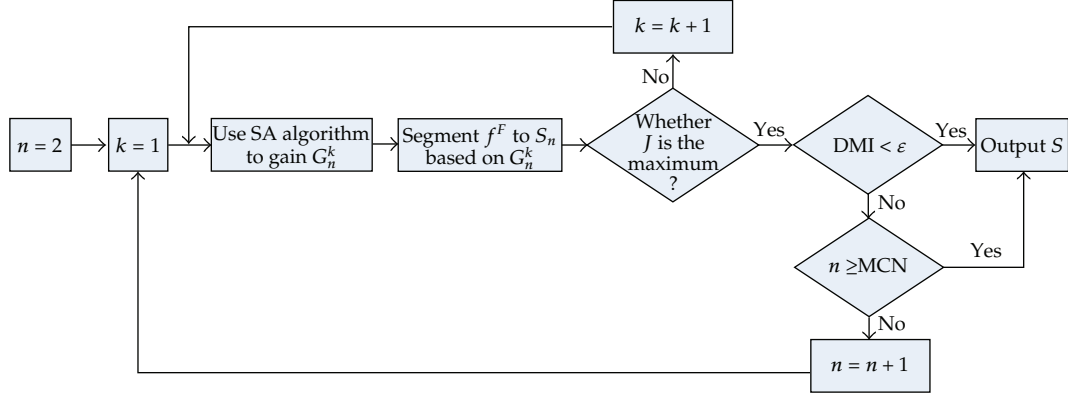 k = k + 1
No
n = 2
k = 1
Use SA algorithm
to gain G_n^k
Segment f^F to S_n
based on G_n^k
Whether
J is the
maximum
?
Yes
DMI < ε
Yes
Output S
No
n ≥MCN
Yes
No
n = n + 1